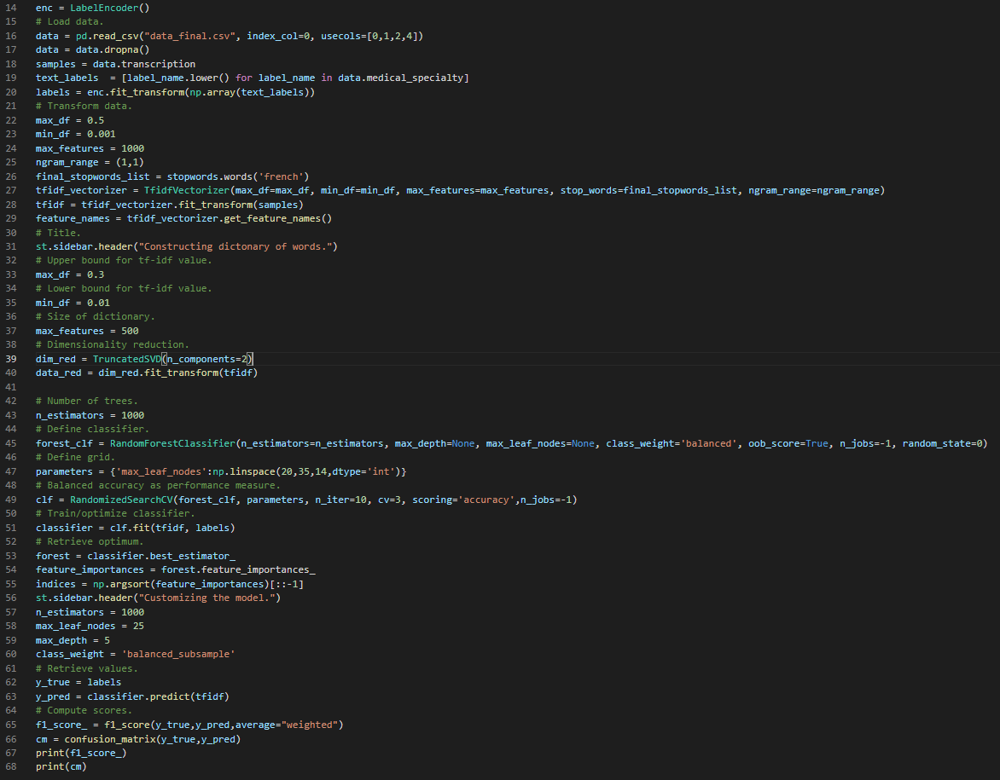 14 enc = LabelEncoder()
15 # Load data.
16 data = pd.read_csv("data_final.csv", index_col=0, usecols=[0,1,2,4])
17 data = data.dropna()
18 samples = data.transcription
19 text_labels  = [label_name.lower() for label_name in data.medical_specialty]
20 labels = enc.fit_transform(np.array(text_labels))
21 # Transform data.
22 max_df = 0.5
23 min_df = 0.001
24 max_features = 1000
25 ngram_range = (1,1)
26 final_stopwords_list = stopwords.words('french')
27 tfidf_vectorizer = TfidfVectorizer(max_df=max_df, min_df=min_df, max_features=max_features, stop_words=final_stopwords_list, ngram_range=ngram_range)
28 tfidf = tfidf_vectorizer.fit_transform(samples)
29 feature_names = tfidf_vectorizer.get_feature_names()
30 # Title.
31 st.sidebar.header("Constructing dictonary of words.")
32 # Upper bound for tf-idf value.
33 max_df = 0.3
34 # Lower bound for tf-idf value.
35 min_df = 0.01
36 # Size of dictionary.
37 max_features = 500
38 # Dimensionality reduction.
39 dim_red = TruncatedSVD(n_components=2)
40 data_red = dim_red.fit_transform(tfidf)
41
42 # Number of trees.
43 n_estimators = 1000
44 # Define classifier.
45 forest_clf = RandomForestClassifier(n_estimators=n_estimators, max_depth=None, max_leaf_nodes=None, class_weight='balanced', oob_score=True, n_jobs=-1, random_state=0)
46 # Define grid.
47 parameters = {'max_leaf_nodes':np.linspace(20,35,14,dtype='int')}
48 # Balanced accuracy as performance measure.
49 clf = RandomizedSearchCV(forest_clf, parameters, n_iter=10, cv=3, scoring='accuracy',n_jobs=-1)
50 # Train/optimize classifier.
51 classifier = clf.fit(tfidf, labels)
52 # Retrieve optimum.
53 forest = classifier.best_estimator_
54 feature_importances = forest.feature_importances_
55 indices = np.argsort(feature_importances)[::-1]
56 st.sidebar.header("Customizing the model.")
57 n_estimators = 1000
58 max_leaf_nodes = 25
59 max_depth = 5
60 class_weight = 'balanced_subsample'
61 # Retrieve values.
62 y_true = labels
63 y_pred = classifier.predict(tfidf)
64 # Compute scores.
65 f1_score_ = f1_score(y_true,y_pred,average="weighted")
66 cm = confusion_matrix(y_true,y_pred)
67 print(f1_score_)
68 print(cm)